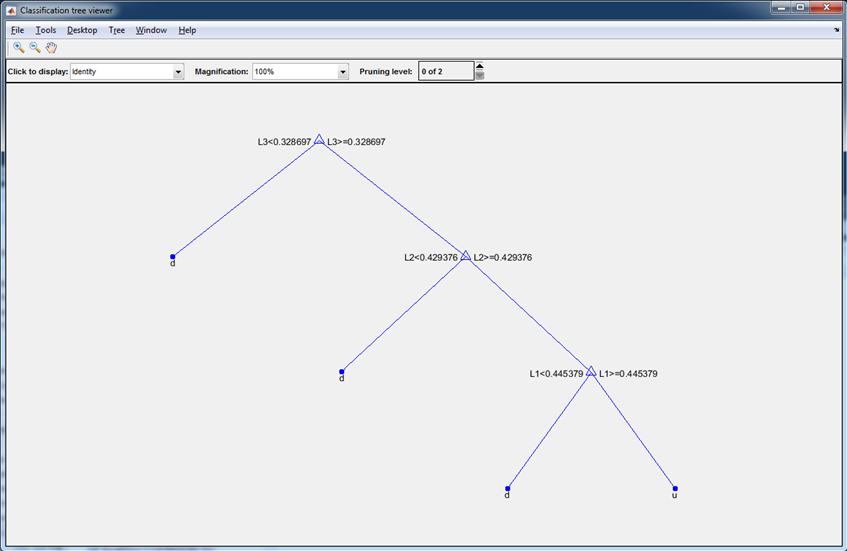 Classification tree viewer
File Tools Desktop Tree Window Help
Click to display: Identity Magnification: 100% Pruning level: 0 of 2
L3<0.328697 L3>=0.328697
d
L2<0.429376 L2>=0.429376
d
L1<0.445379 L1>=0.445379
d u